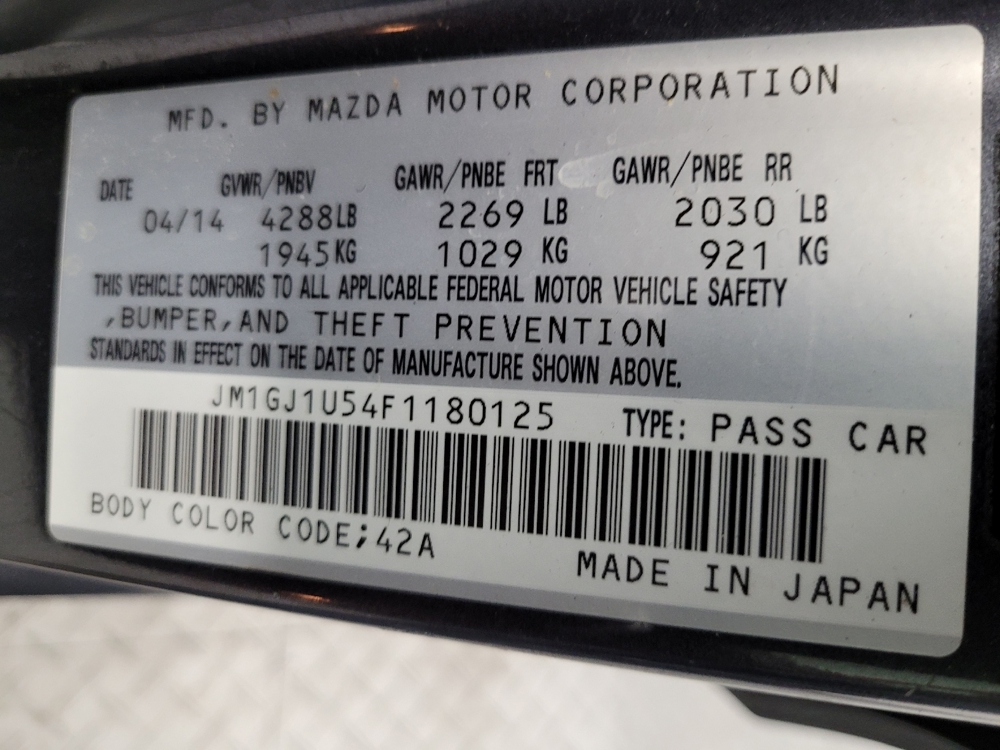 MFD. BY MAZDA MOTOR CORPORATION
DATE GVWR/PNBV GAWR/PNBE FRT GAWR/PNBE RR
04/14 4288LB 2269 LB 2030 LB
1945KG 1029 KG 921 KG
THIS VEHICLE CONFORMS TO ALL APPLICABLE FEDERAL MOTOR VEHICLE SAFETY
,BUMPER,AND THEFT PREVENTION
STANDARDS IN EFFECT ON THE DATE OF MANUFACTURE SHOWN ABOVE.
JM1GJ1U54F1180125 TYPE: PASS CAR
BODY COLOR CODE;42A
MADE IN JAPAN